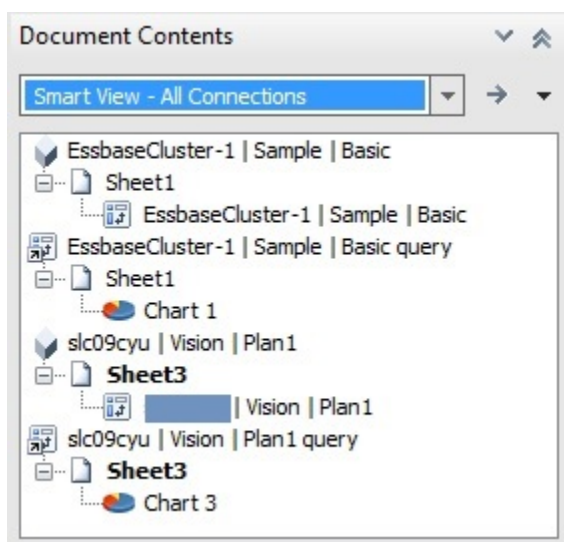 Document Contents
Smart View - All Connections
EssbaseCluster-1 | Sample | Basic
Sheet1
EssbaseCluster-1 | Sample | Basic
EssbaseCluster-1 | Sample | Basic query
Sheet1
Chart 1
slc09cyu | Vision | Plan1
Sheet3
| Vision | Plan1
slc09cyu | Vision | Plan1 query
Sheet3
Chart 3